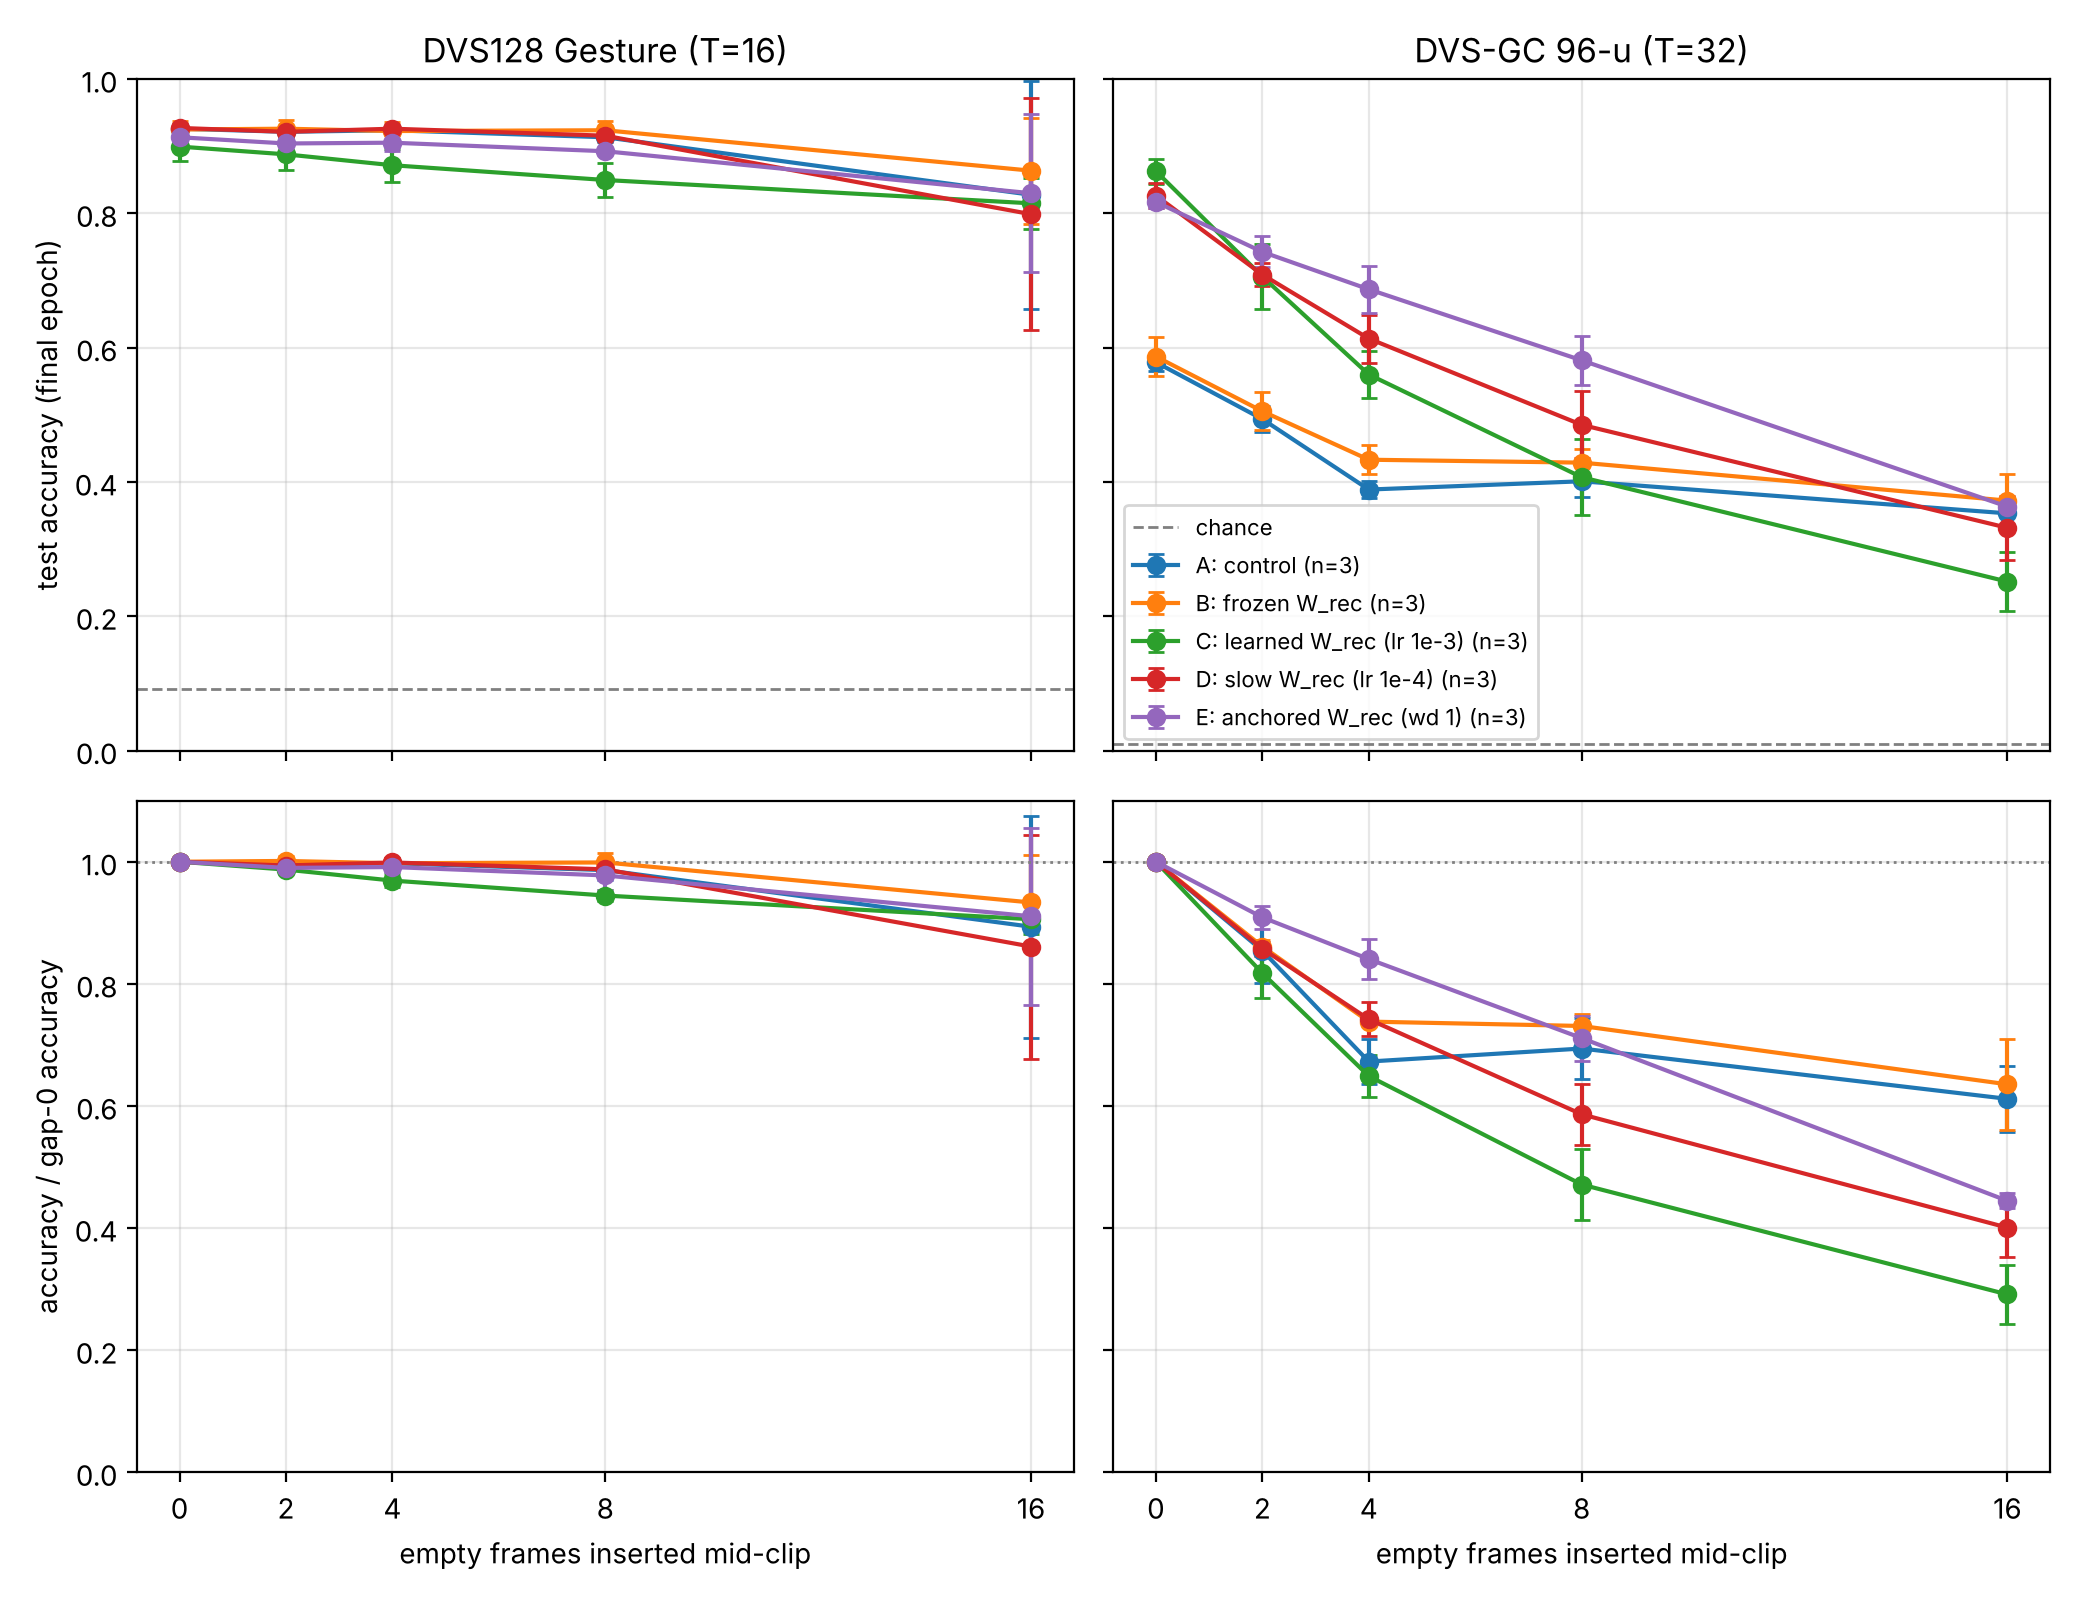 DVS128 Gesture (T=16)
DVS-GC 96-u (T=32)
test accuracy (final epoch)
1.0
0.8
0.6
0.4
0.2
0.0
chance
A: control (n=3)
B: frozen W_rec (n=3)
C: learned W_rec (lr 1e-3) (n=3)
D: slow W_rec (lr 1e-4) (n=3)
E: anchored W_rec (wd 1) (n=3)
accuracy / gap-0 accuracy
1.0
0.8
0.6
0.4
0.2
0.0
0 2 4 8 16
0 2 4 8 16
empty frames inserted mid-clip
empty frames inserted mid-clip